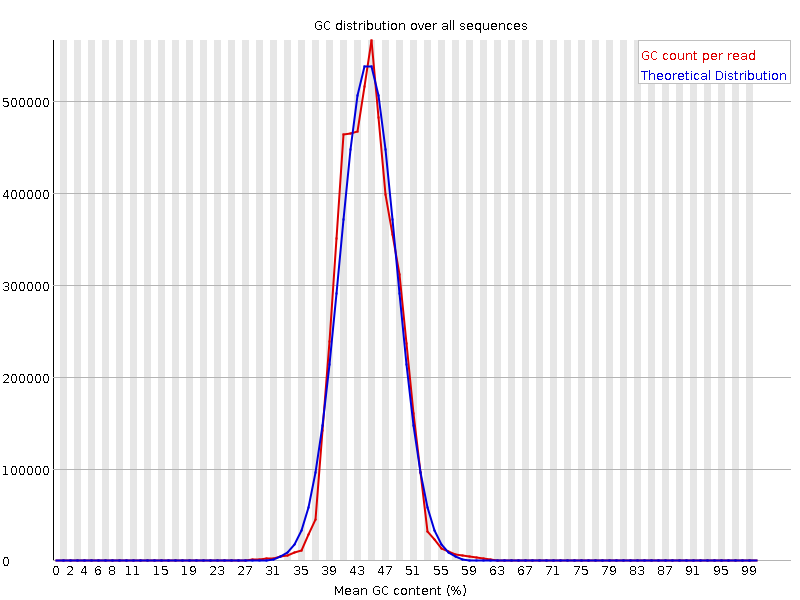 GC distribution over all sequences
GC count per read
Theoretical Distribution
500000
400000
300000
200000
100000
0
0 2 4 6 8 11 15 19 23 27 31 35 39 43 47 51 55 59 63 67 71 75 79 83 87 91 95 99
Mean GC content (%)